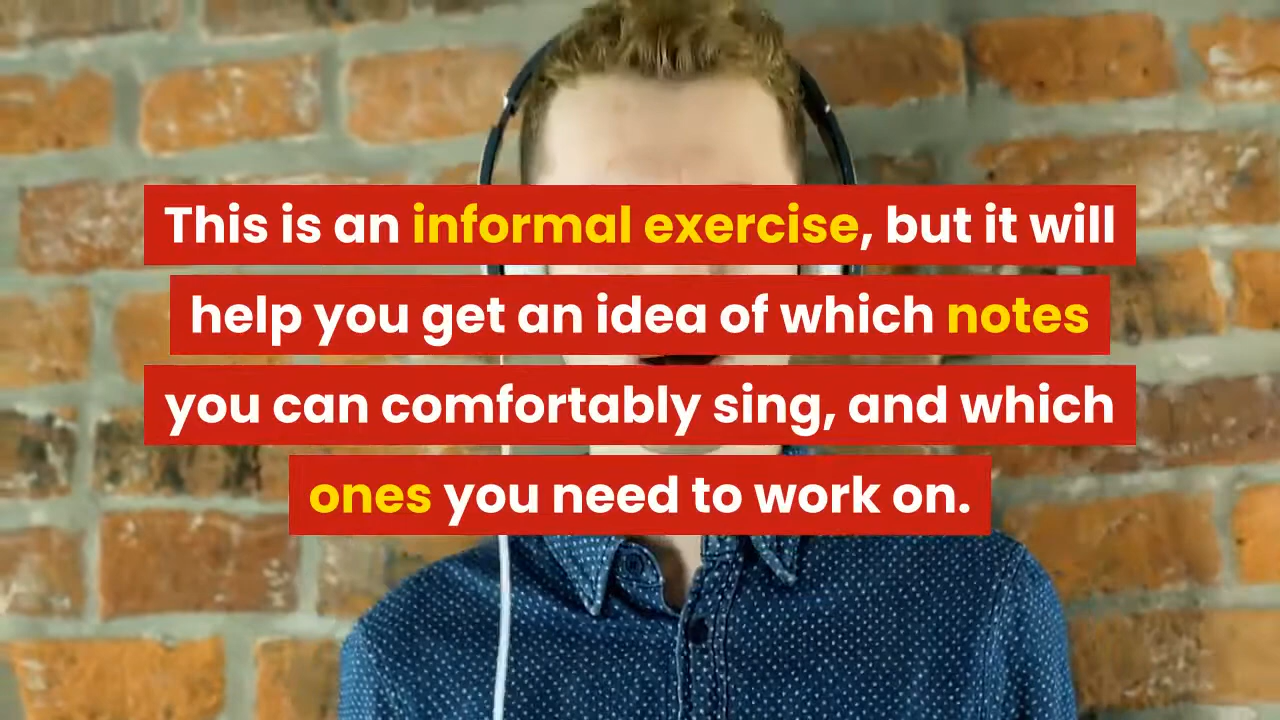 This is an informal exercise, but it will
help you get an idea of which notes
you can comfortably sing, and which
ones you need to work on.